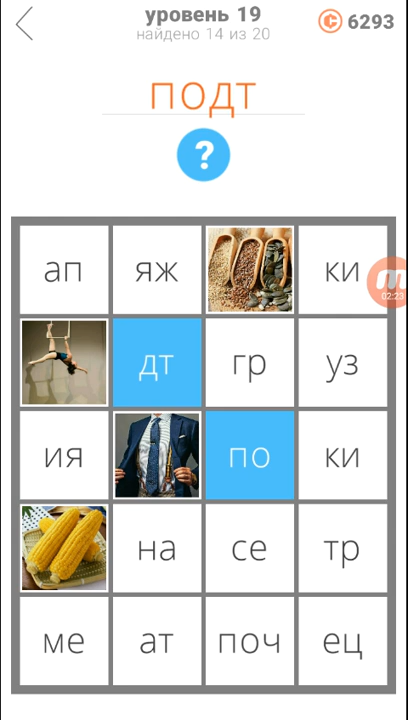 уровень 19
найдено 14 из 20
6293
подт
?
ап яж ки
02:23
дт гр уз
ия по ки
на се тр
ме ат поч ец